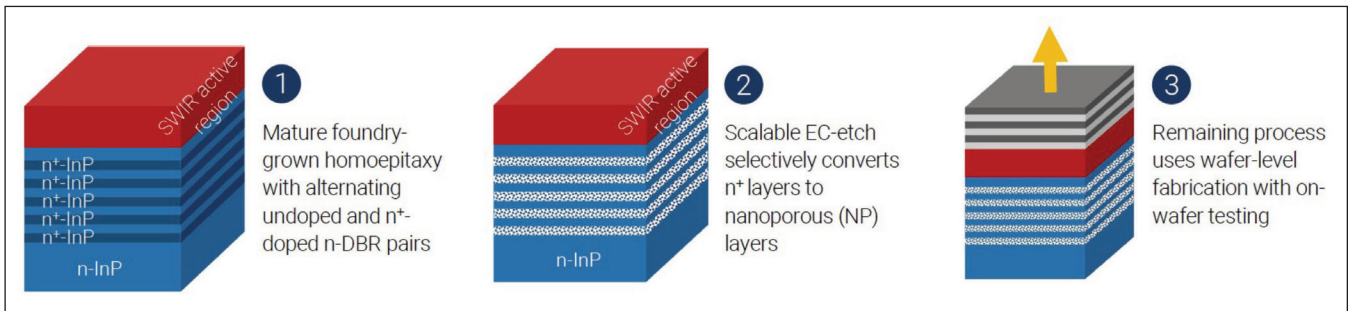 SWIR active
region
n⁺-InP
n⁺-InP
n⁺-InP
n⁺-InP
n⁺-InP
n-InP
1
Mature foundry-
grown homoepitaxy
with alternating
undoped and n⁺-
doped n-DBR pairs
SWIR active
region
n-InP
2
Scalable EC-etch
selectively converts
n⁺ layers to
nanoporous (NP)
layers
3
Remaining process
uses wafer-level
fabrication with on-
wafer testing